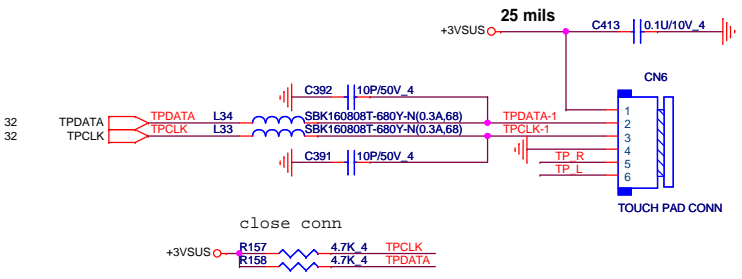 25 mils
+3VSUS
C413 0.1U/10V_4
CN6
C392 10P/50V_4
32 TPDATA TPDATA L34 SBK160808T-680Y-N(0.3A,68) TPDATA-1
32 TPCLK TPCLK L33 SBK160808T-680Y-N(0.3A,68) TPCLK-1
1
2
3
4
TP_R 5
TP_L 6
C391 10P/50V_4
TOUCH PAD CONN
close conn
+3VSUS
R157 4.7K_4 TPCLK
R158 4.7K_4 TPDATA